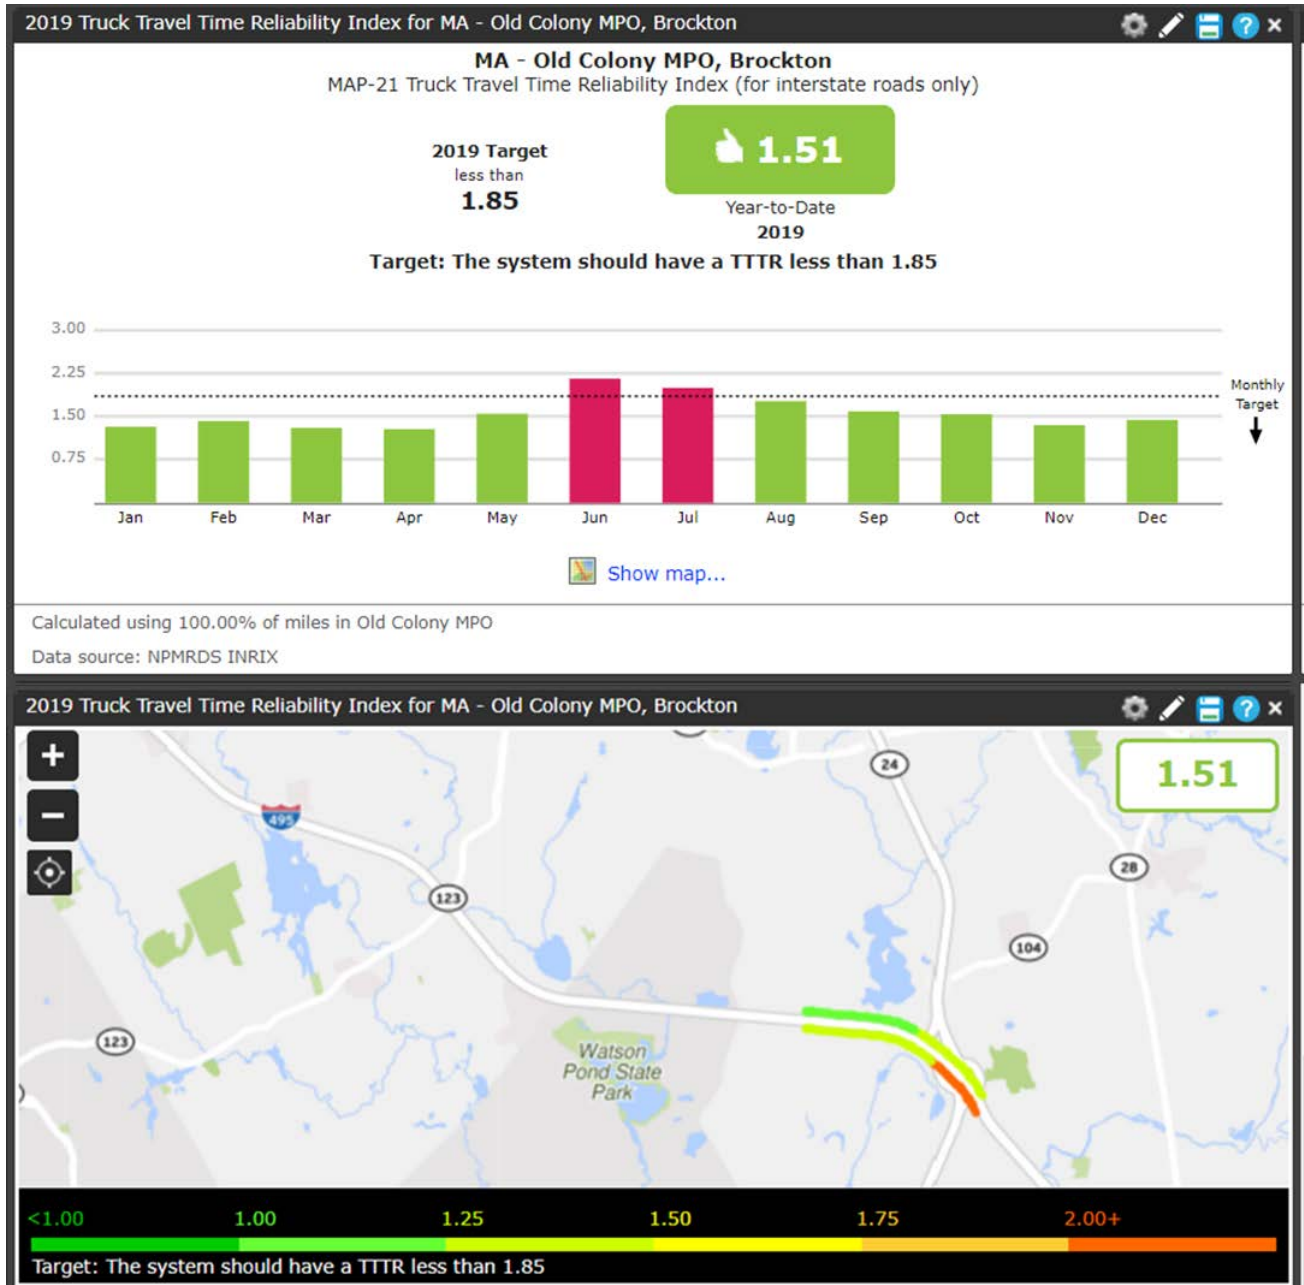 2019 Truck Travel Time Reliability Index for MA - Old Colony MPO, Brockton
MA - Old Colony MPO, Brockton
MAP-21 Truck Travel Time Reliability Index (for interstate roads only)
2019 Target
less than
1.85
1.51
Year-to-Date
2019
Target: The system should have a TTTR less than 1.85
3.00
2.25
1.50
0.75
Monthly
Target
Jan Feb Mar Apr May Jun Jul Aug Sep Oct Nov Dec
Show map...
Calculated using 100.00% of miles in Old Colony MPO
Data source: NPMRDS INRIX
2019 Truck Travel Time Reliability Index for MA - Old Colony MPO, Brockton
+
−
1.51
24
495
28
123
104
123
Watson
Pond State
Park
<1.00 1.00 1.25 1.50 1.75 2.00+
Target: The system should have a TTTR less than 1.85